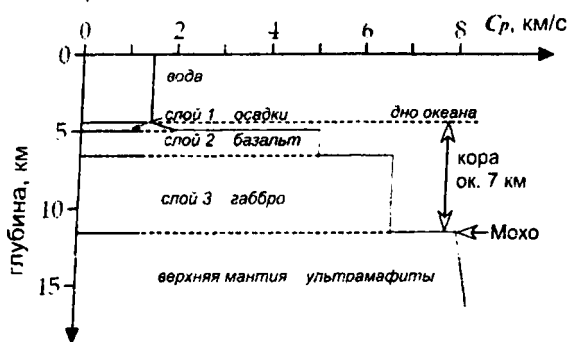 0 2 4 6 8 Cp, км/с
0
вода
слой 1 осадки дно океана
5
слой 2 базальт
кора
ок. 7 км
слой 3 габбро
10
Мохо
верхняя мантия ультрамафиты
15
глубина, км